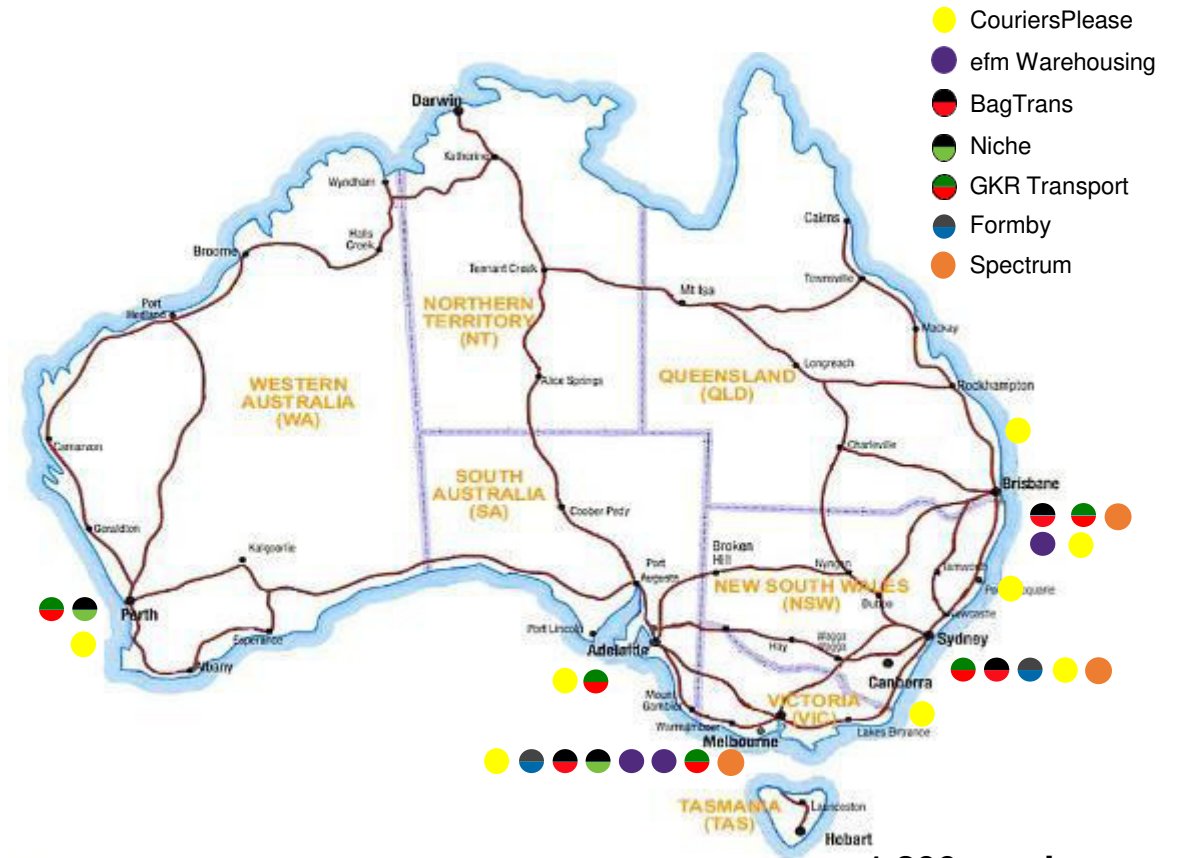 CouriersPlease
efm Warehousing
BagTrans
Niche
GKR Transport
Formby
Spectrum
Darwin
Katherine
Wyndham
Halls
Creek
Broome
Cairns
Tennant Creek
Townsville
Mt Isa
Port
Hedland
NORTHERN
TERRITORY
(NT)
Mackay
Longreach
Alice Springs
QUEENSLAND
(QLD)
Rockhampton
WESTERN
AUSTRALIA
(WA)
Carnarvon
Charleville
SOUTH
AUSTRALIA
(SA)
Brisbane
Coober Pedy
Geraldton
Kalgoorlie
Broken
Hill
Port
Augusta
Nyngan
Tamworth
NEW SOUTH WALES
(NSW)
Dubbo
Newcastle
Perth
Esperance
Port Lincoln
Adelaide
Hay
Wagga
Wagga
Sydney
Albany
Canberra
Mount
Gambier
VICTORIA
(VIC)
Warrnambool
Lakes Entrance
Melbourne
TASMANIA
(TAS)
Launceston
Hobart